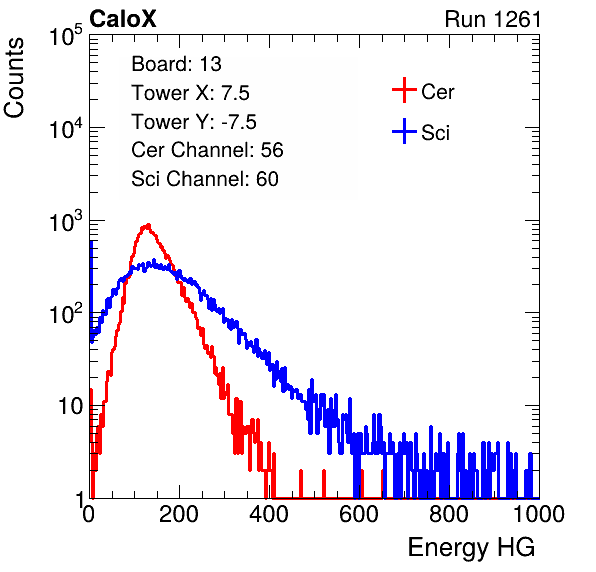 CaloX Run 1261
Counts
10^5
10^4
10^3
10^2
10
1
Board: 13
Tower X: 7.5
Tower Y: -7.5
Cer Channel: 56
Sci Channel: 60
Cer
Sci
0 200 400 600 800 1000
Energy HG